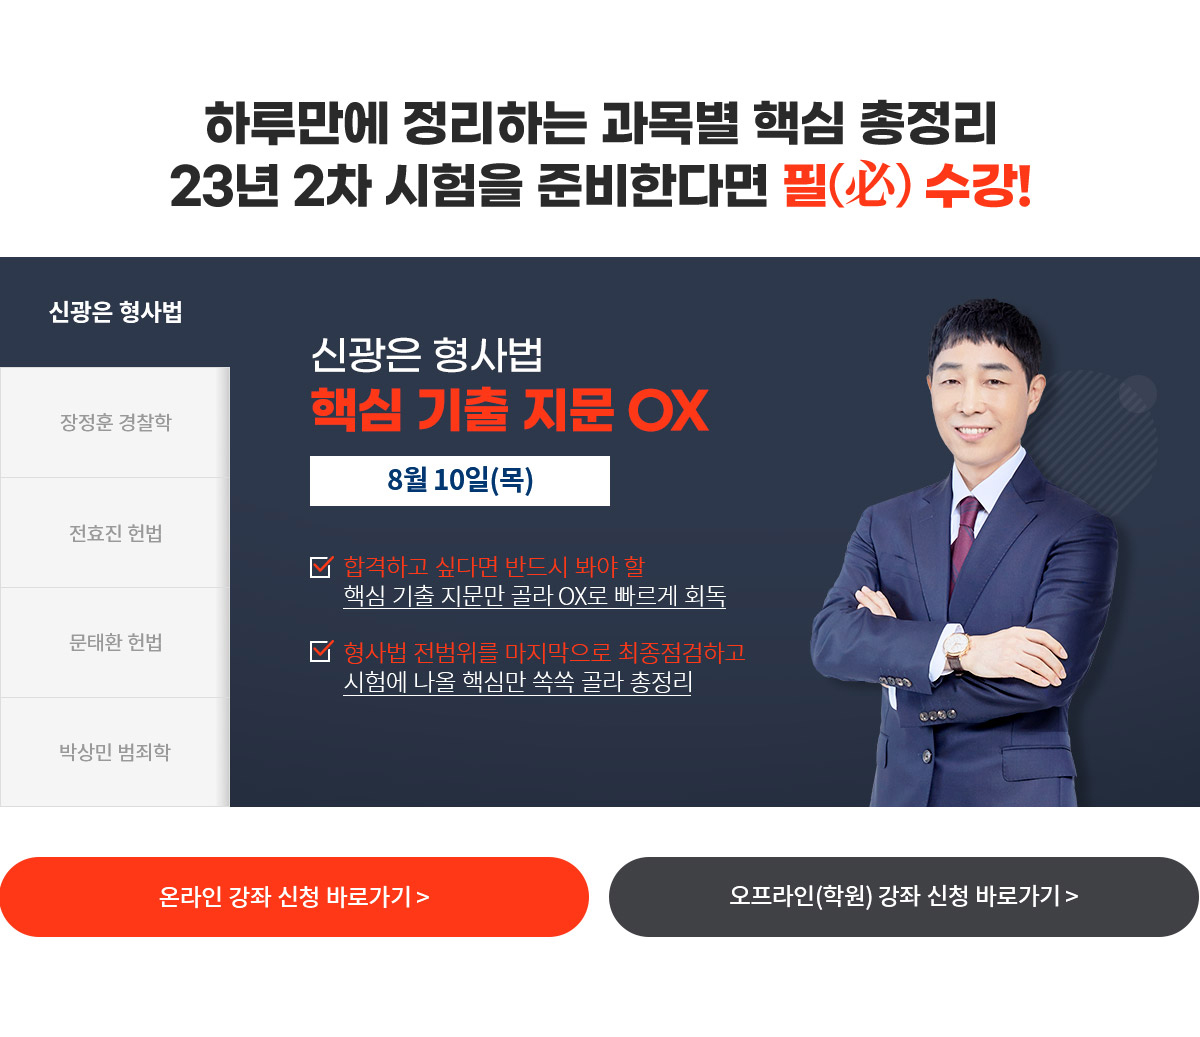 하루만에 정리하는 과목별 핵심 총정리
23년 2차 시험을 준비한다면 필(必) 수강!
신광은 형사법
장정훈 경찰학
전효진 헌법
문태환 헌법
박상민 범죄학
신광은 형사법
핵심 기출 지문 OX
8월 10일(목)
합격하고 싶다면 반드시 봐야 할
핵심 기출 지문만 골라 OX로 빠르게 회독
형사법 전범위를 마지막으로 최종점검하고
시험에 나올 핵심만 쏙쏙 골라 총정리
온라인 강좌 신청 바로가기 >
오프라인(학원) 강좌 신청 바로가기 >